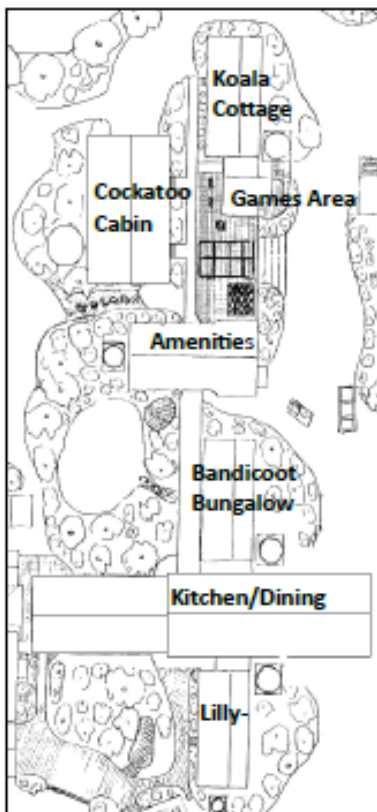 Koala
Cottage
Cockatoo
Cabin
Games Area
Amenities
Bandicoot
Bungalow
Kitchen/Dining
Lilly-